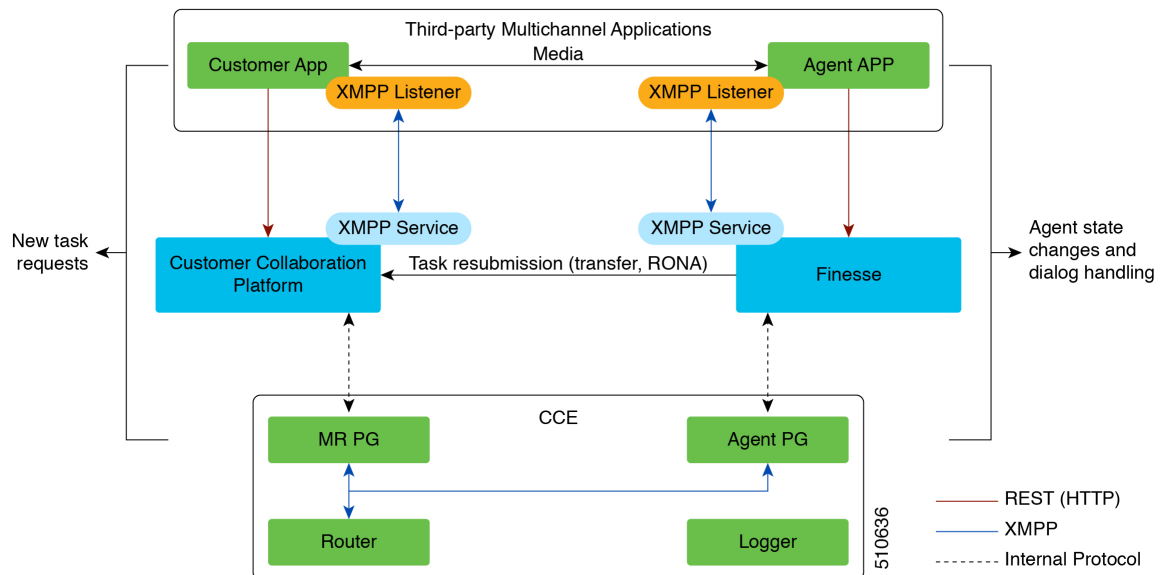 Third-party Multichannel Applications
Media
Customer App
Agent APP
XMPP Listener
XMPP Listener
XMPP Service
XMPP Service
New task
requests
Customer Collaboration
Platform
Task resubmission (transfer, RONA)
Finesse
Agent state
changes and
dialog handling
CCE
MR PG
Agent PG
Router
Logger
510636
REST (HTTP)
XMPP
Internal Protocol